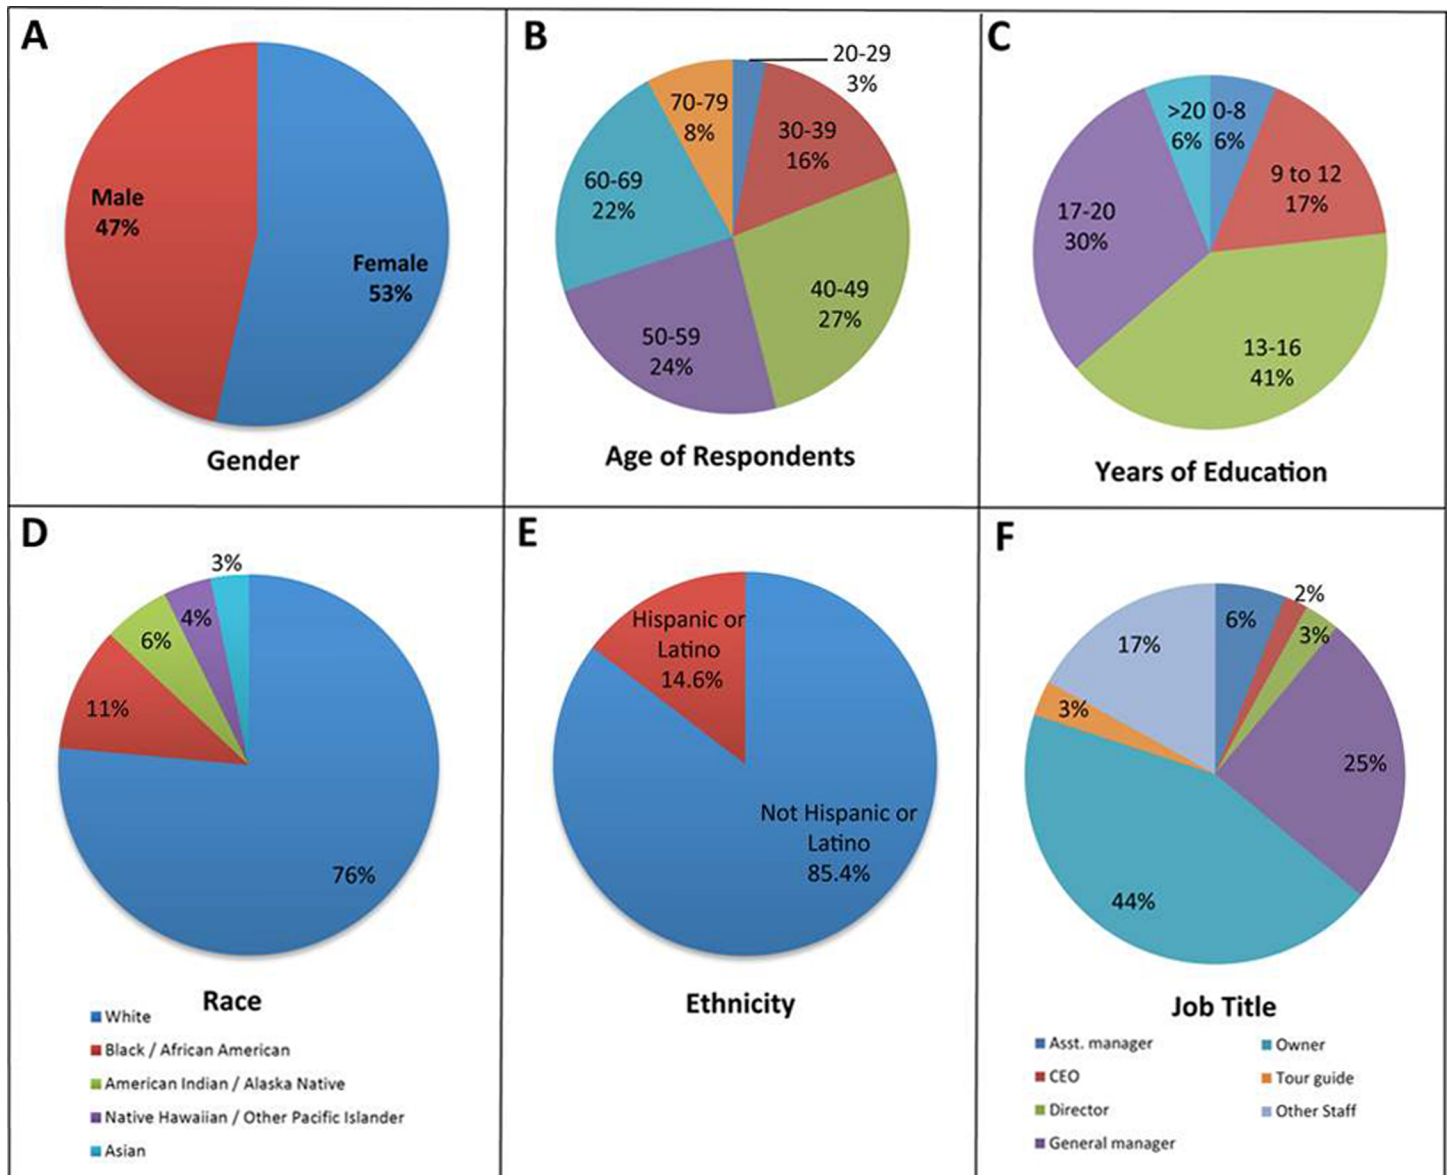 A
Male
47%
Female
53%
Gender
B
20-29
3%
30-39
16%
40-49
27%
50-59
24%
60-69
22%
70-79
8%
Age of Respondents
C
0-8
6%
9 to 12
17%
13-16
41%
17-20
30%
>20
6%
Years of Education
D
3%
4%
6%
11%
76%
Race
White
Black / African American
American Indian / Alaska Native
Native Hawaiian / Other Pacific Islander
Asian
E
Hispanic or
Latino
14.6%
Not Hispanic or
Latino
85.4%
Ethnicity
F
6%
2%
3%
25%
44%
3%
17%
Job Title
Asst. manager
CEO
Director
General manager
Owner
Tour guide
Other Staff